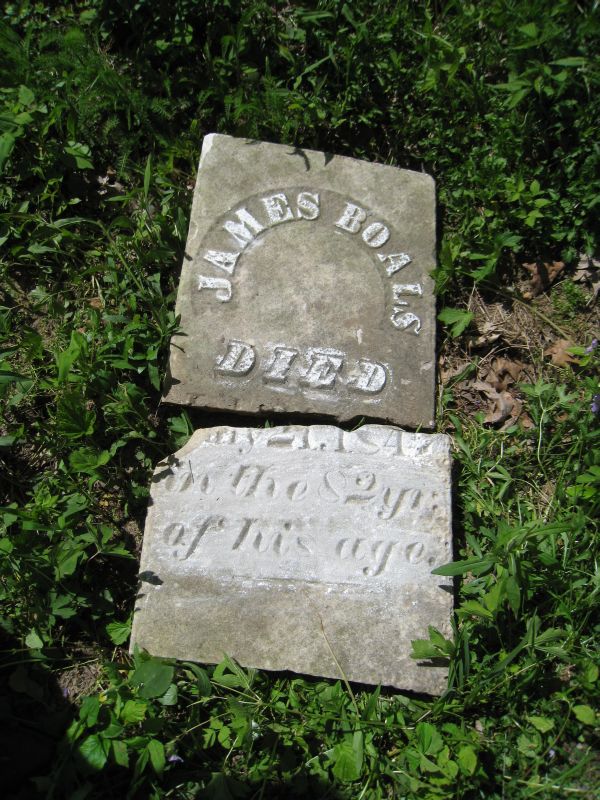 JAMES BOALS
DIED
in the 82 yr.
of his age.